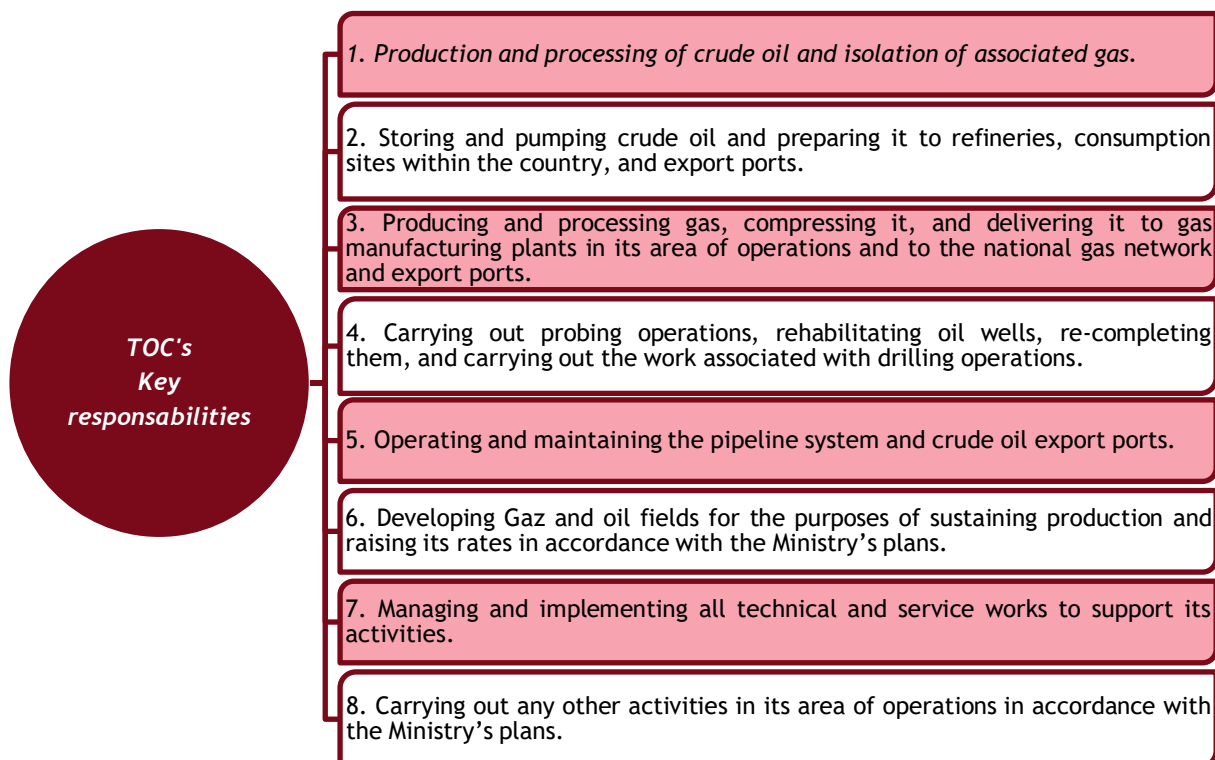 TOC's
Key
responsabilities
1. Production and processing of crude oil and isolation of associated gas.
2. Storing and pumping crude oil and preparing it to refineries, consumption
sites within the country, and export ports.
3. Producing and processing gas, compressing it, and delivering it to gas
manufacturing plants in its area of operations and to the national gas network
and export ports.
4. Carrying out probing operations, rehabilitating oil wells, re-completing
them, and carrying out the work associated with drilling operations.
5. Operating and maintaining the pipeline system and crude oil export ports.
6. Developing Gaz and oil fields for the purposes of sustaining production and
raising its rates in accordance with the Ministry’s plans.
7. Managing and implementing all technical and service works to support its
activities.
8. Carrying out any other activities in its area of operations in accordance with
the Ministry’s plans.